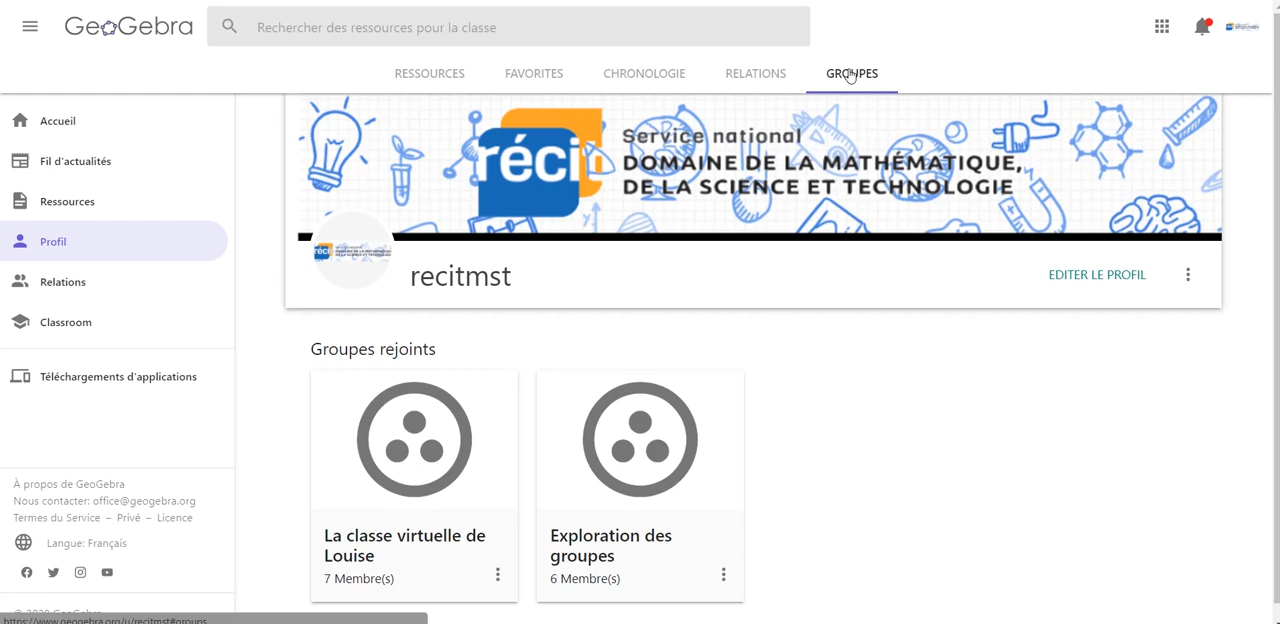 GeoGebra
Rechercher des ressources pour la classe
RESSOURCES
FAVORITES
CHRONOLOGIE
RELATIONS
GROUPES
Accueil
Fil d'actualités
Ressources
Profil
Relations
Classroom
Téléchargements d'applications
À propos de GeoGebra
Nous contacter: office@geogebra.org
Termes du Service – Privé – Licence
Langue: Français
© 2020 GeoGebra
https://www.geogebra.org/u/recitmst#groups
récit
Service national
DOMAINE DE LA MATHÉMATIQUE,
DE LA SCIENCE ET TECHNOLOGIE
recitmst
EDITER LE PROFIL
Groupes rejoints
La classe virtuelle de
Louise
7 Membre(s)
Exploration des
groupes
6 Membre(s)